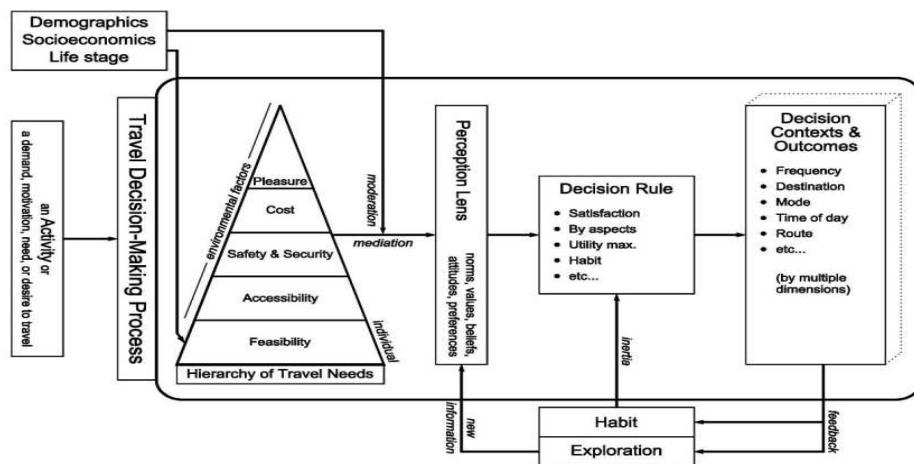 Demographics
Socioeconomics
Life stage
an Activity or
a demand, motivation, need, or desire to travel
Travel Decision-Making Process
environmental factors
Pleasure
Cost
Safety & Security
Accessibility
Feasibility
individual
Hierarchy of Travel Needs
moderation
mediation
Perception Lens
norms, values, beliefs,
attitudes, preferences
Decision Rule
• Satisfaction
• By aspects
• Utility max.
• Habit
• etc...
Decision
Contexts &
Outcomes
• Frequency
• Destination
• Mode
• Time of day
• Route
• etc...
(by multiple
dimensions)
inertia
new
information
Habit
Exploration
feedback